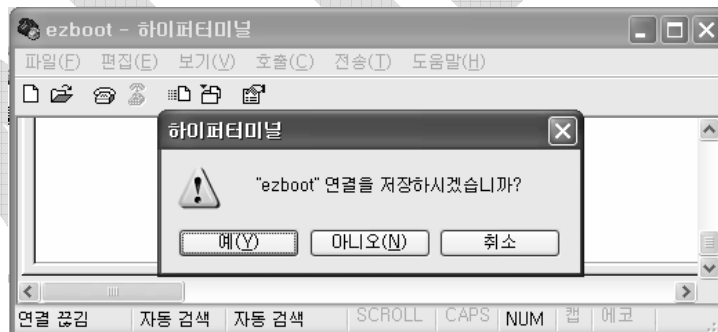 ezboot - 하이퍼터미널
파일(F) 편집(E) 보기(V) 호출(C) 전송(T) 도움말(H)
하이퍼터미널
"ezboot" 연결을 저장하시겠습니까?
예(Y) 아니오(N) 취소
연결 끊김 자동 검색 자동 검색 SCROLL CAPS NUM 캡 에코